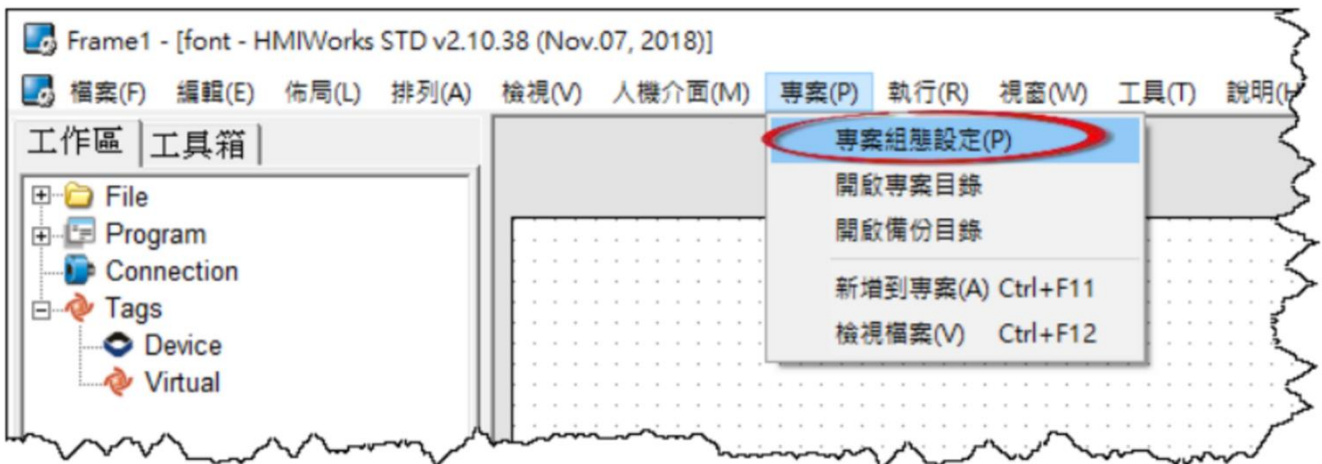 Frame1 - [font - HMIWorks STD v2.10.38 (Nov.07, 2018)]
檔案(F) 編輯(E) 佈局(L) 排列(A) 檢視(V) 人機介面(M) 專案(P) 執行(R) 視窗(W) 工具(T) 說明(H
工作區 工具箱
專案組態設定(P)
開啟專案目錄
開啟備份目錄
新增到專案(A) Ctrl+F11
檢視檔案(V) Ctrl+F12
File
Program
Connection
Tags
Device
Virtual